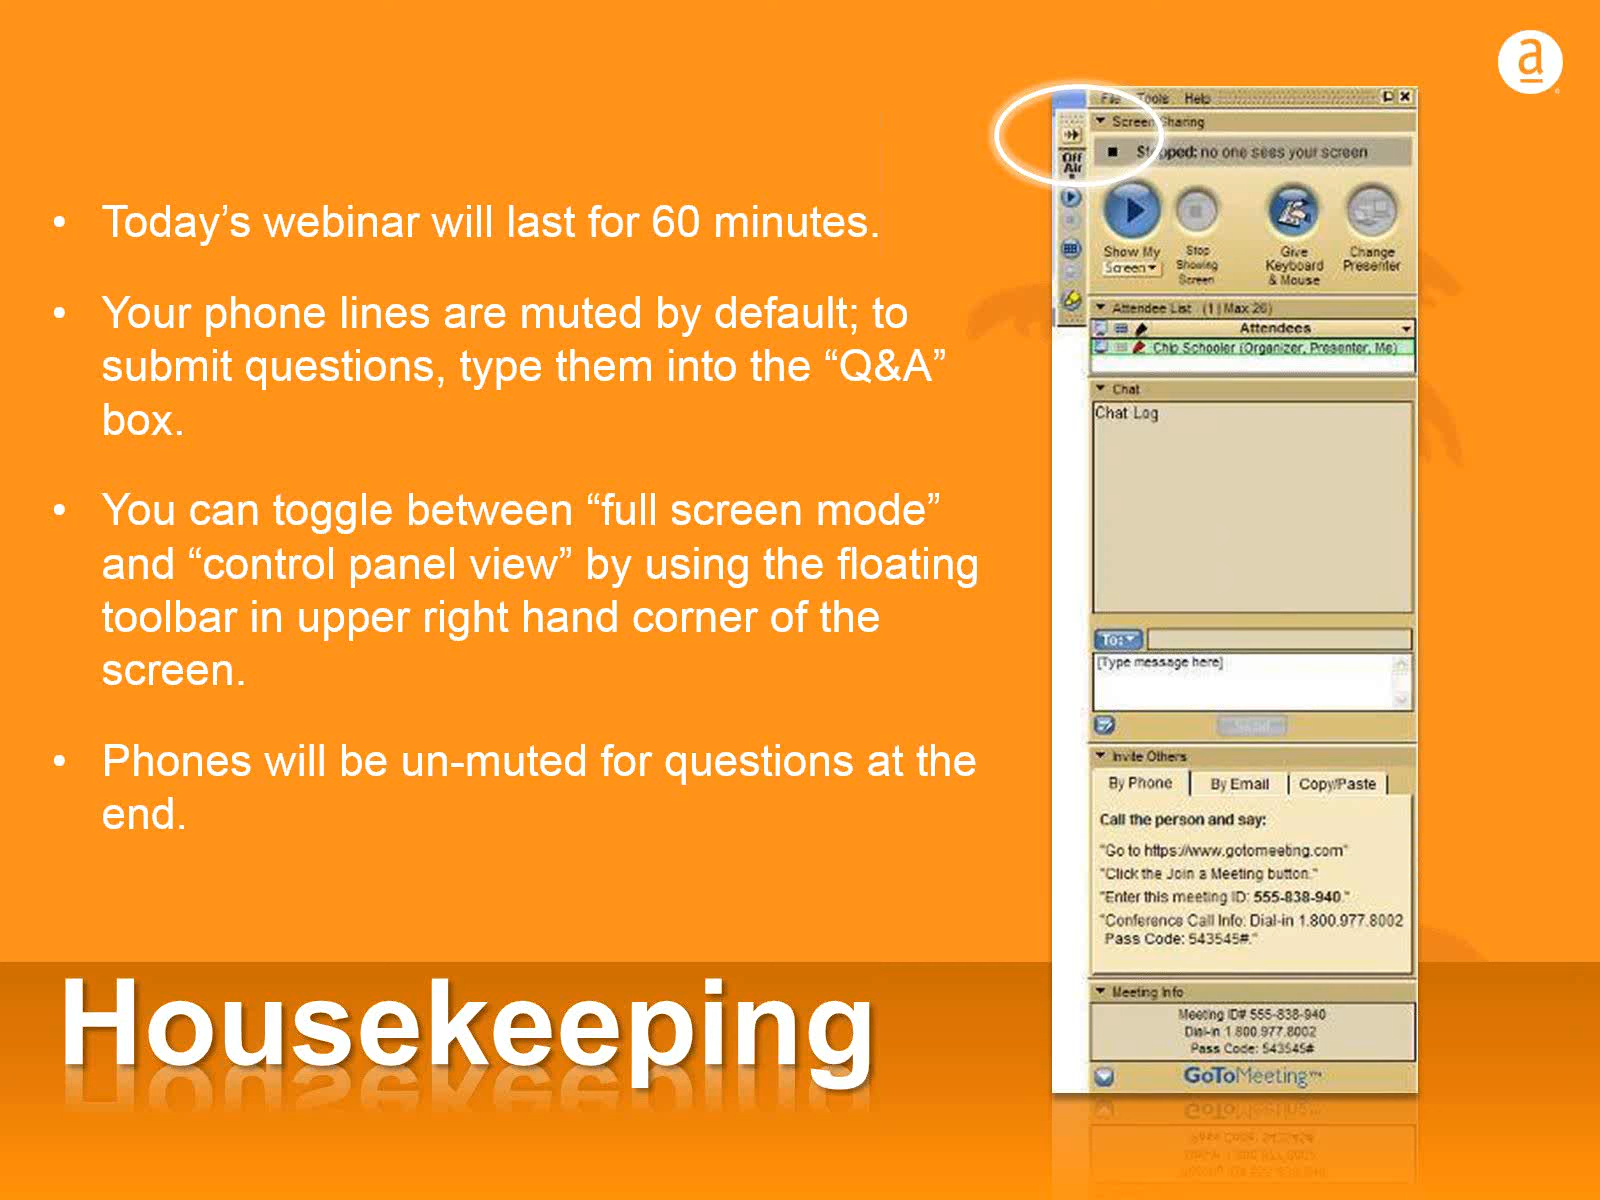 a
• Today’s webinar will last for 60 minutes.
• Your phone lines are muted by default; to
submit questions, type them into the “Q&A”
box.
• You can toggle between “full screen mode”
and “control panel view” by using the floating
toolbar in upper right hand corner of the
screen.
• Phones will be un-muted for questions at the
end.
Housekeeping
File Tools Help
Screen Sharing
Off
Air
Stopped: no one sees your screen
Show My
Screen
Stop
Showing
Screen
Give
Keyboard
& Mouse
Change
Presenter
Attendee List (1 | Max 26)
Attendees
Chip Schooler (Organizer, Presenter, Me)
Chat
Chat Log
To:
[Type message here]
Send
Invite Others
By Phone
By Email
Copy/Paste
Call the person and say:
"Go to https://www.gotomeeting.com"
"Click the Join a Meeting button."
"Enter this meeting ID: 555-838-940."
"Conference Call Info: Dial-in 1.800.977.8002
Pass Code: 543545#."
Meeting Info
Meeting ID# 555-838-940
Dial-in 1.800.977.8002
Pass Code: 543545#
GoToMeeting™